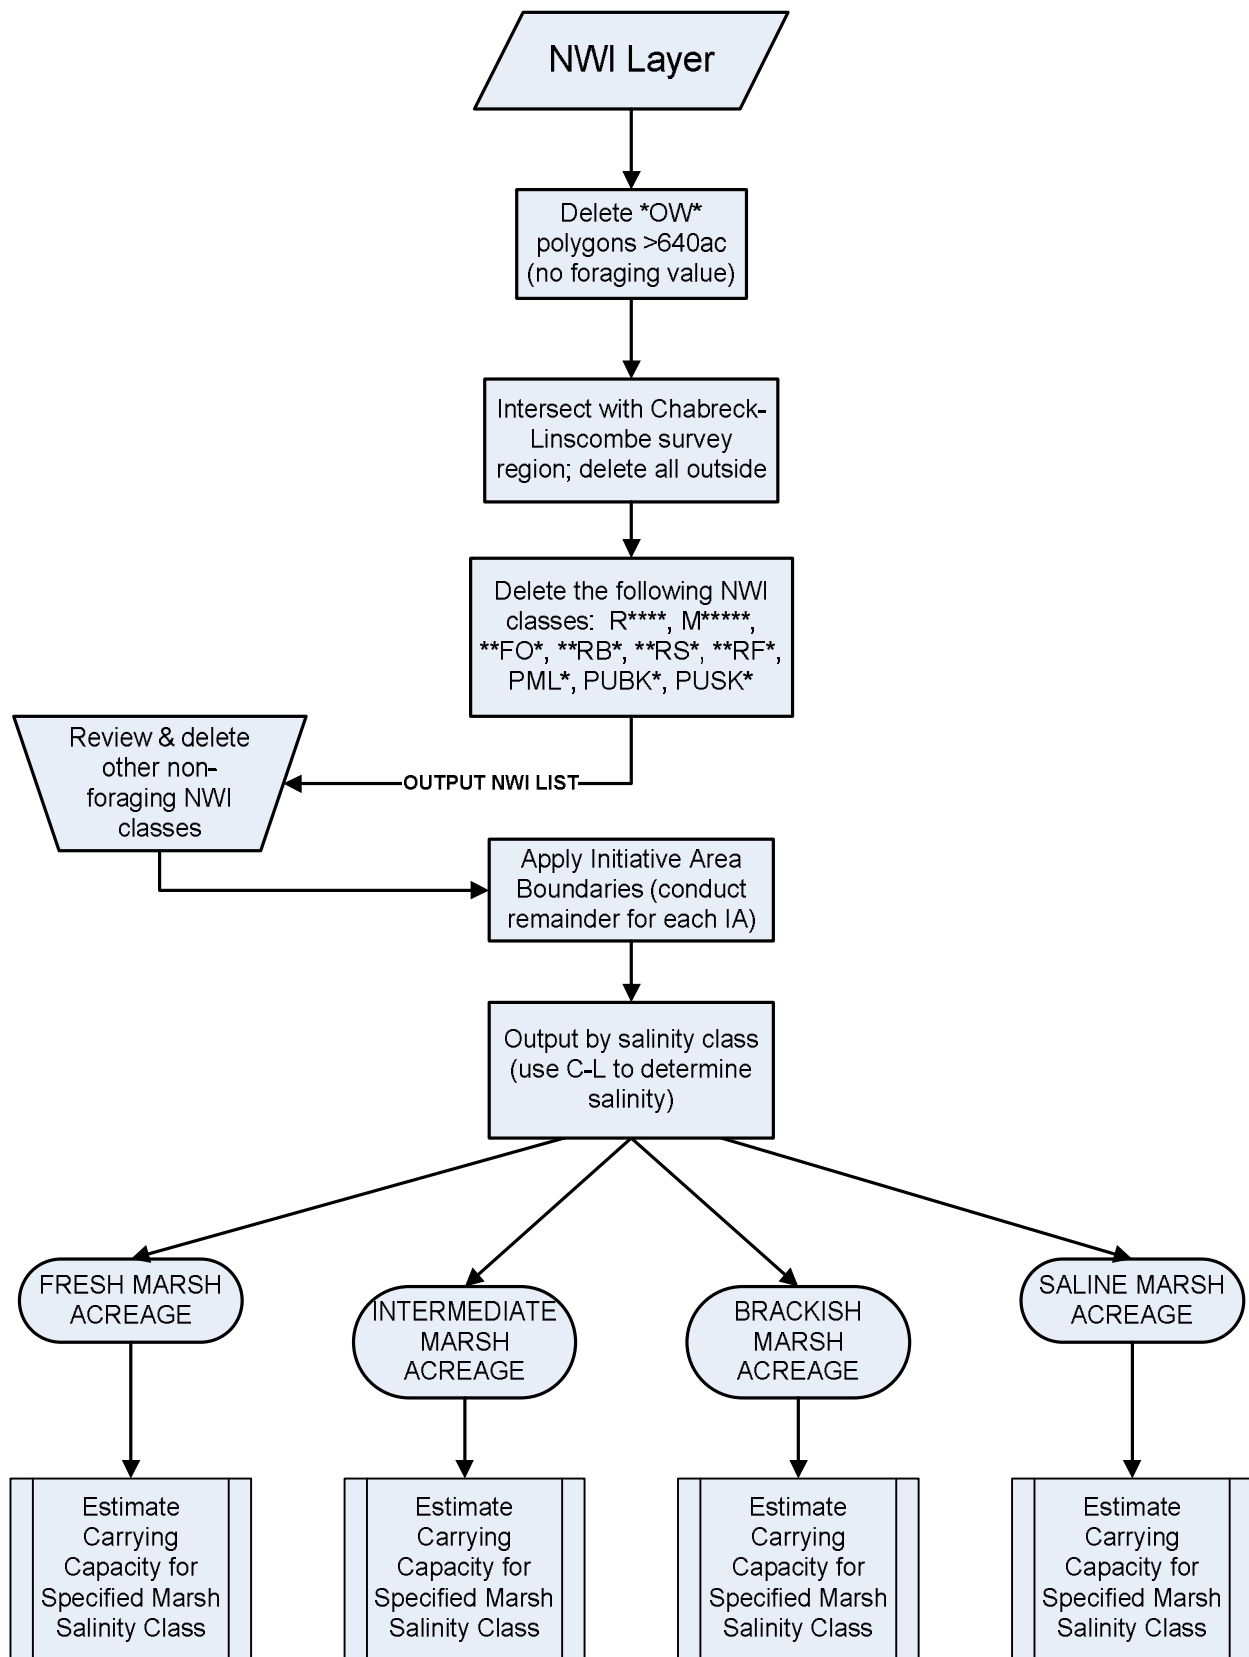 NWI Layer
Delete *OW*
polygons >640ac
(no foraging value)
Intersect with Chabreck-
Linscombe survey
region; delete all outside
Delete the following NWI
classes:  R****, M*****,
**FO*, **RB*, **RS*, **RF*,
PML*, PUBK*, PUSK*
OUTPUT NWI LIST
Review & delete
other non-
foraging NWI
classes
Apply Initiative Area
Boundaries (conduct
remainder for each IA)
Output by salinity class
(use C-L to determine
salinity)
FRESH MARSH
ACREAGE
INTERMEDIATE
MARSH
ACREAGE
BRACKISH
MARSH
ACREAGE
SALINE MARSH
ACREAGE
Estimate
Carrying
Capacity for
Specified Marsh
Salinity Class
Estimate
Carrying
Capacity for
Specified Marsh
Salinity Class
Estimate
Carrying
Capacity for
Specified Marsh
Salinity Class
Estimate
Carrying
Capacity for
Specified Marsh
Salinity Class